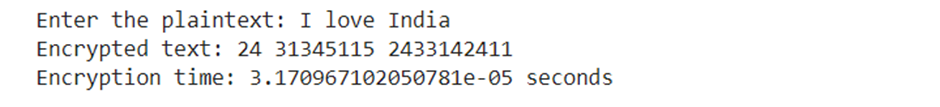 Enter the plaintext: I love India
Encrypted text: 24 31345115 2433142411
Encryption time: 3.170967102050781e-05 seconds